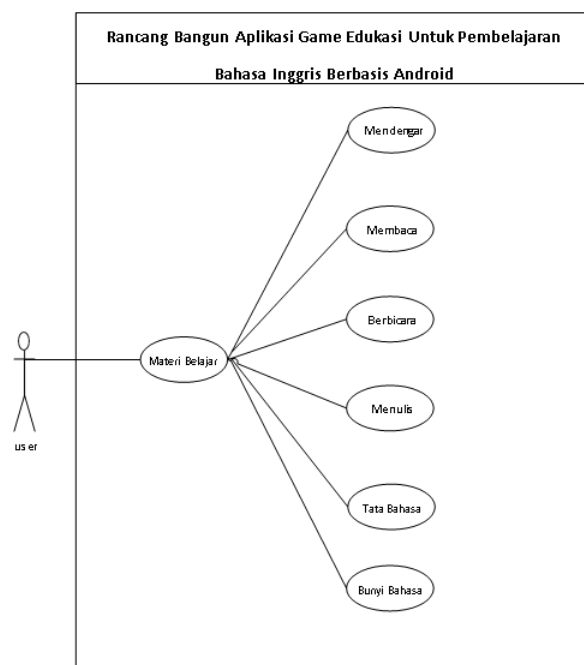 Rancang Bangun Aplikasi Game Edukasi Untuk Pembelajaran
Bahasa Inggris Berbasis Android
Mendengar
Membaca
Berbicara
Materi Belajar
Menulis
user
Tata Bahasa
Bunyi Bahasa